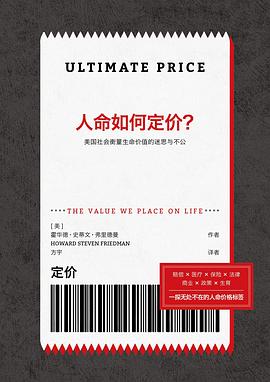 ULTIMATE PRICE
人命如何定价?
美国社会衡量生命价值的迷思与不公
THE VALUE WE PLACE ON LIFE
[美]
霍华德·史蒂文·弗里德曼 作者
HOWARD STEVEN FRIEDMAN
方宇 译者
定价
赔偿 × 医疗 × 保险 × 法律
商业 × 政策 × 生育
一探无处不在的人命价格标签